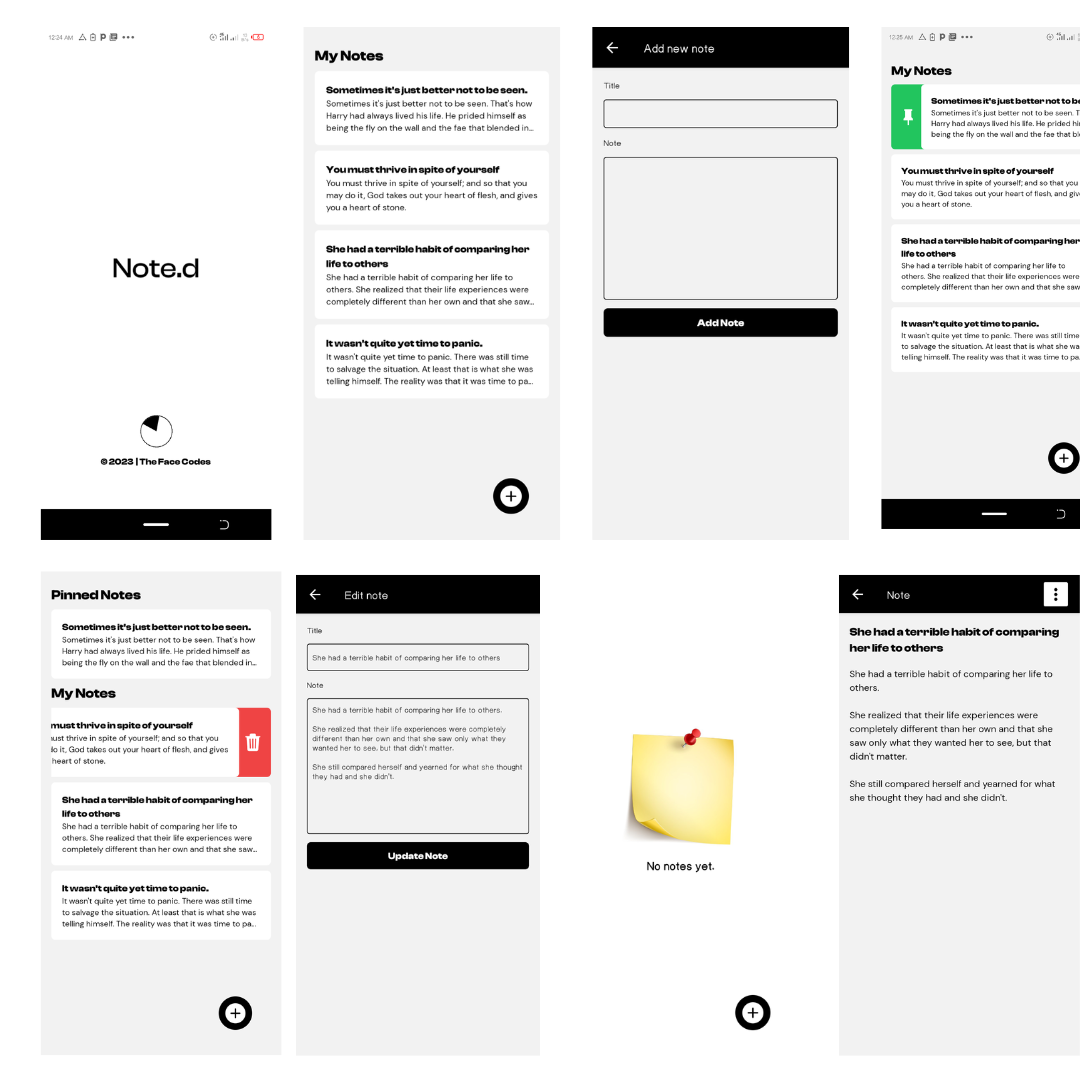 12:24 AM
Note.d
© 2023 | The Face Codes
My Notes
Sometimes it's just better not to be seen.
Sometimes it's just better not to be seen. That's how
Harry had always lived his life. He prided himself as
being the fly on the wall and the fae that blended in...
You must thrive in spite of yourself
You must thrive in spite of yourself; and so that you
may do it, God takes out your heart of flesh, and gives
you a heart of stone.
She had a terrible habit of comparing her
life to others
She had a terrible habit of comparing her life to
others. She realized that their life experiences were
completely different than her own and that she saw...
It wasn't quite yet time to panic.
It wasn't quite yet time to panic. There was still time
to salvage the situation. At least that is what she was
telling himself. The reality was that it was time to pa...
Add new note
Title
Note
Add Note
12:25 AM
My Notes
Sometimes it's just better not to be
Sometimes it's just better not to be seen. T
Harry had always lived his life. He prided hi
being the fly on the wall and the fae that bl
You must thrive in spite of yourself
You must thrive in spite of yourself; and so that you
may do it, God takes out your heart of flesh, and give
you a heart of stone.
She had a terrible habit of comparing her
life to others
She had a terrible habit of comparing her life to
others. She realized that their life experiences were
completely different than her own and that she saw
It wasn't quite yet time to panic.
It wasn't quite yet time to panic. There was still time
to salvage the situation. At least that is what she wa
telling himself. The reality was that it was time to pa
Pinned Notes
Sometimes it's just better not to be seen.
Sometimes it's just better not to be seen. That's how
Harry had always lived his life. He prided himself as
being the fly on the wall and the fae that blended in...
My Notes
must thrive in spite of yourself
ust thrive in spite of yourself; and so that you
do it, God takes out your heart of flesh, and gives
heart of stone.
She had a terrible habit of comparing her
life to others
She had a terrible habit of comparing her life to
others. She realized that their life experiences were
completely different than her own and that she saw...
It wasn't quite yet time to panic.
It wasn't quite yet time to panic. There was still time
to salvage the situation. At least that is what she was
telling himself. The reality was that it was time to pa...
Edit note
Title
She had a terrible habit of comparing her life to others
Note
She had a terrible habit of comparing her life to others.
She realized that their life experiences were completely
different than her own and that she saw only what they
wanted her to see, but that didn't matter.
She still compared herself and yearned for what she thought
they had and she didn't.
Update Note
No notes yet.
Note
She had a terrible habit of comparing
her life to others
She had a terrible habit of comparing her life to
others.
She realized that their life experiences were
completely different than her own and that she
saw only what they wanted her to see, but that
didn't matter.
She still compared herself and yearned for what
she thought they had and she didn't.